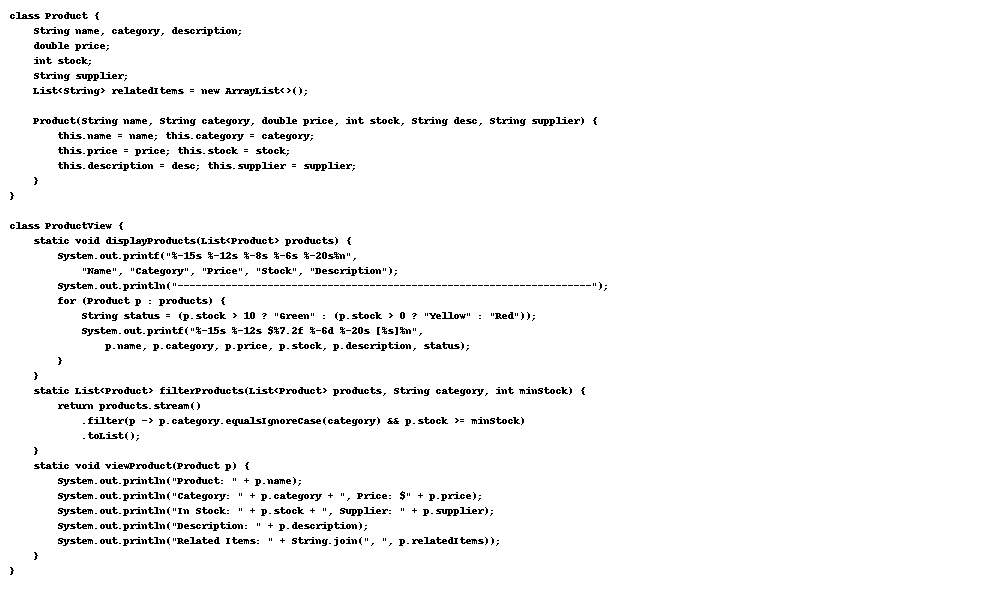 class Product {
    String name, category, description;
    double price;
    int stock;
    String supplier;
    List<String> relatedItems = new ArrayList<>();

    Product(String name, String category, double price, int stock, String desc, String supplier) {
        this.name = name; this.category = category;
        this.price = price; this.stock = stock;
        this.description = desc; this.supplier = supplier;
    }
}

class ProductView {
    static void displayProducts(List<Product> products) {
        System.out.printf("%-15s %-12s %-8s %-6s %-20s%n",
            "Name", "Category", "Price", "Stock", "Description");
        System.out.println("---------------------------------------------------------------------");
        for (Product p : products) {
            String status = (p.stock > 10 ? "Green" : (p.stock > 0 ? "Yellow" : "Red"));
            System.out.printf("%-15s %-12s $%7.2f %-6d %-20s [%s]%n",
                p.name, p.category, p.price, p.stock, p.description, status);
        }
    }
    static List<Product> filterProducts(List<Product> products, String category, int minStock) {
        return products.stream()
            .filter(p -> p.category.equalsIgnoreCase(category) && p.stock >= minStock)
            .toList();
    }
    static void viewProduct(Product p) {
        System.out.println("Product: " + p.name);
        System.out.println("Category: " + p.category + ", Price: $" + p.price);
        System.out.println("In Stock: " + p.stock + ", Supplier: " + p.supplier);
        System.out.println("Description: " + p.description);
        System.out.println("Related Items: " + String.join(", ", p.relatedItems));
    }
}